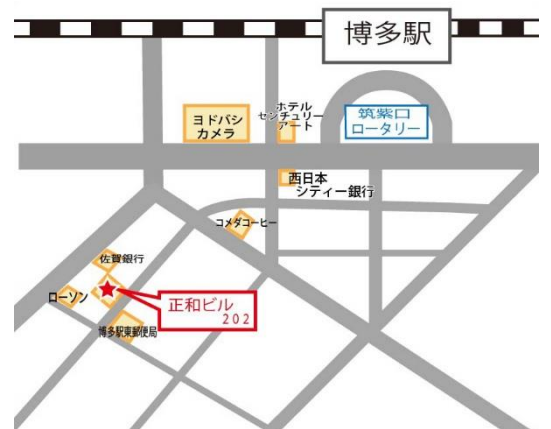 博多駅
ヨドバシ
カメラ
ホテル
センチュリー
アート
筑紫口
ロータリー
西日本
シティー銀行
コメダコーヒー
佐賀銀行
ローソン
正和ビル
202
博多駅東郵便局